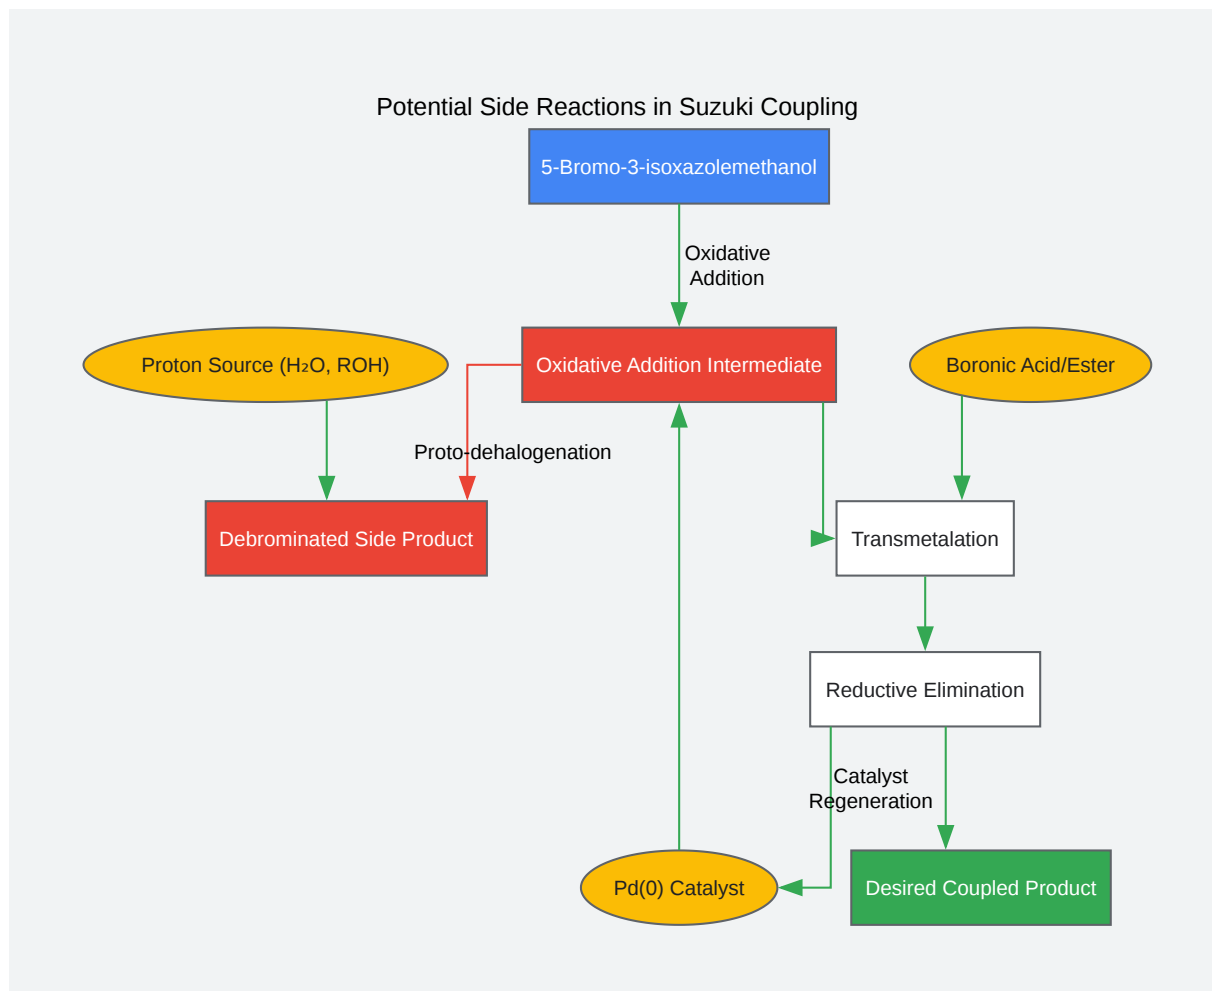 Potential Side Reactions in Suzuki Coupling
5-Bromo-3-isoxazolemethanol
Oxidative
Addition
Proton Source (H₂O, ROH)
Oxidative Addition Intermediate
Boronic Acid/Ester
Proto-dehalogenation
Debrominated Side Product
Transmetalation
Reductive Elimination
Catalyst
Regeneration
Pd(0) Catalyst
Desired Coupled Product